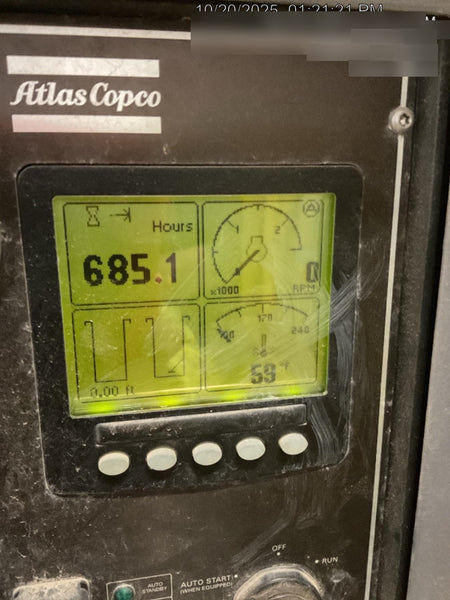 10/20/2025 01:21:21 PM
M
Atlas Copco
Hours
685.1
1
2
x1000
0
RPM
170
100
240
0.00 ft
59 °F
OFF
RUN
AUTO STANDBY
AUTO START
(WHEN EQUIPPED)